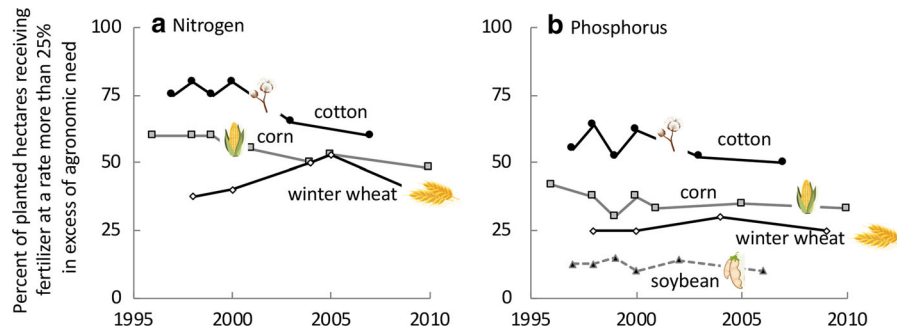 Percent of planted hectares receiving
fertilizer at a rate more than 25%
in excess of agronomic need
a Nitrogen
100
75
50
25
0
1995 2000 2005 2010
cotton
corn
winter wheat
b Phosphorus
100
75
50
25
0
1995 2000 2005 2010
cotton
corn
winter wheat
soybean